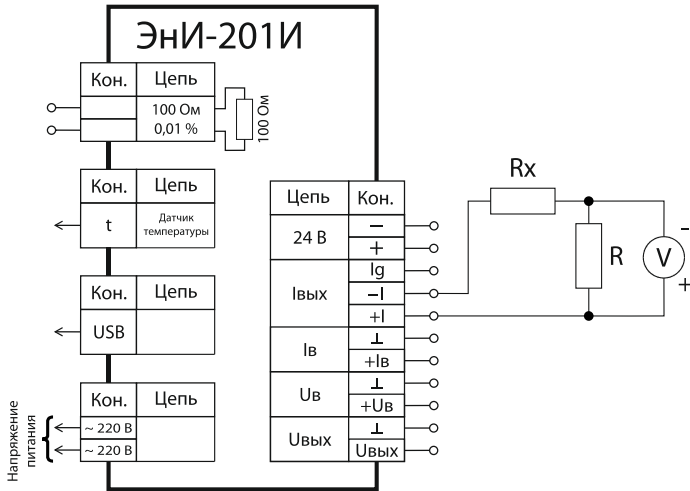 ЭнИ-201И
Кон. Цепь
100 Ом
0,01 %
100 Ом
Кон. Цепь
t Датчик
температуры
Кон. Цепь
USB
Кон. Цепь
~ 220 В
~ 220 В
Напряжение
питания
Цепь Кон.
24 В
–
+
Iвых
Ig
–I
+I
Iв
⊥
+Iв
Uв
⊥
+Uв
Uвых
⊥
Uвых
Rx
R
V
–
+